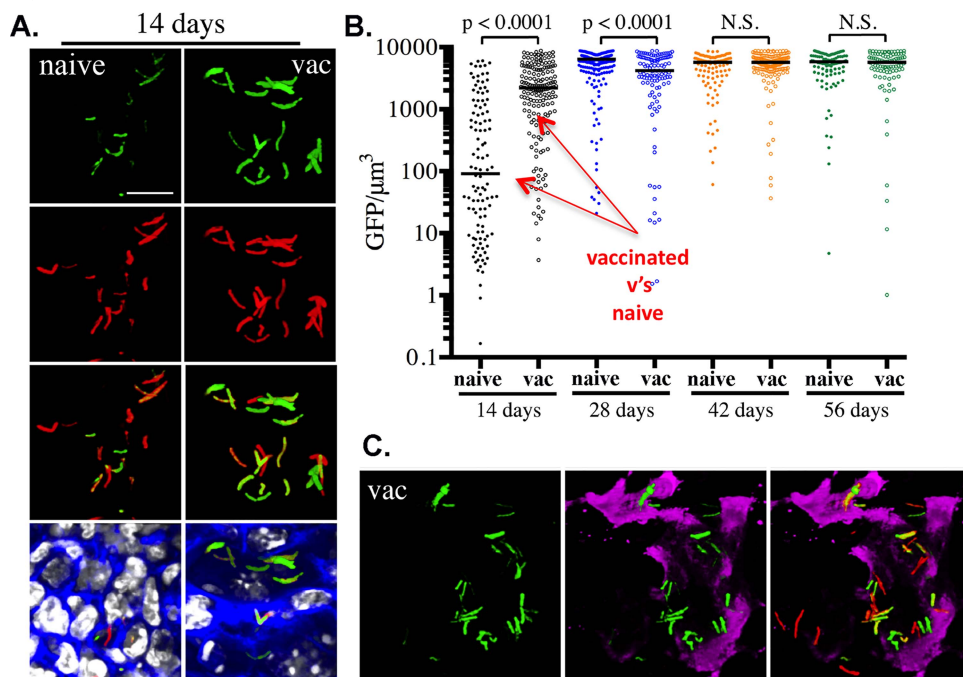 A.
14 days
naive
vac
B.
p < 0.0001
p < 0.0001
N.S.
N.S.
GFP/μm³
10000
1000
100
10
1
0.1
vaccinated
v's
naive
naive vac naive vac naive vac naive vac
14 days 28 days 42 days 56 days
C.
vac